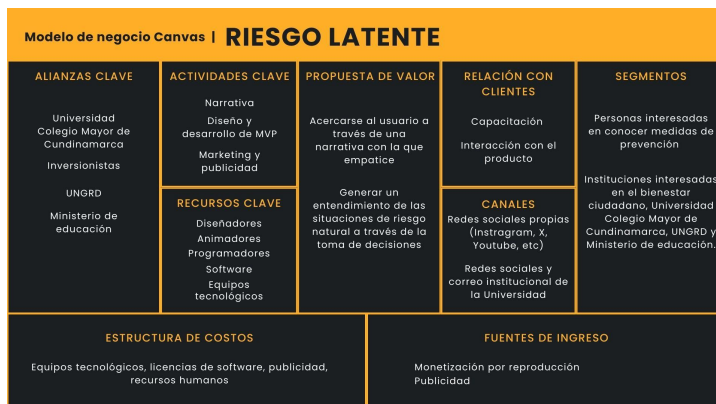 Modelo de negocio Canvas | RIESGO LATENTE
ALIANZAS CLAVE
Universidad
Colegio Mayor de
Cundinamarca
Inversionistas
UNGRD
Ministerio de
educación
ACTIVIDADES CLAVE
Narrativa
Diseño y
desarrollo de MVP
Marketing y
publicidad
RECURSOS CLAVE
Diseñadores
Animadores
Programadores
Software
Equipos
tecnológicos
PROPUESTA DE VALOR
Acercarse al usuario a
través de una
narrativa con la que
empatice
Generar un
entendimiento de las
situaciones de riesgo
natural a través de la
toma de decisiones
RELACIÓN CON
CLIENTES
Capacitación
Interacción con el
producto
CANALES
Redes sociales propias
(Instragram, X,
Youtube, etc)
Redes sociales y
correo institucional de
la Universidad
SEGMENTOS
Personas interesadas
en conocer medidas de
prevención
Instituciones interesadas
en el bienestar
ciudadano, Universidad
Colegio Mayor de
Cundinamarca, UNGRD y
Ministerio de educación.
ESTRUCTURA DE COSTOS
Equipos tecnológicos, licencias de software, publicidad,
recursos humanos
FUENTES DE INGRESO
Monetización por reproducción
Publicidad